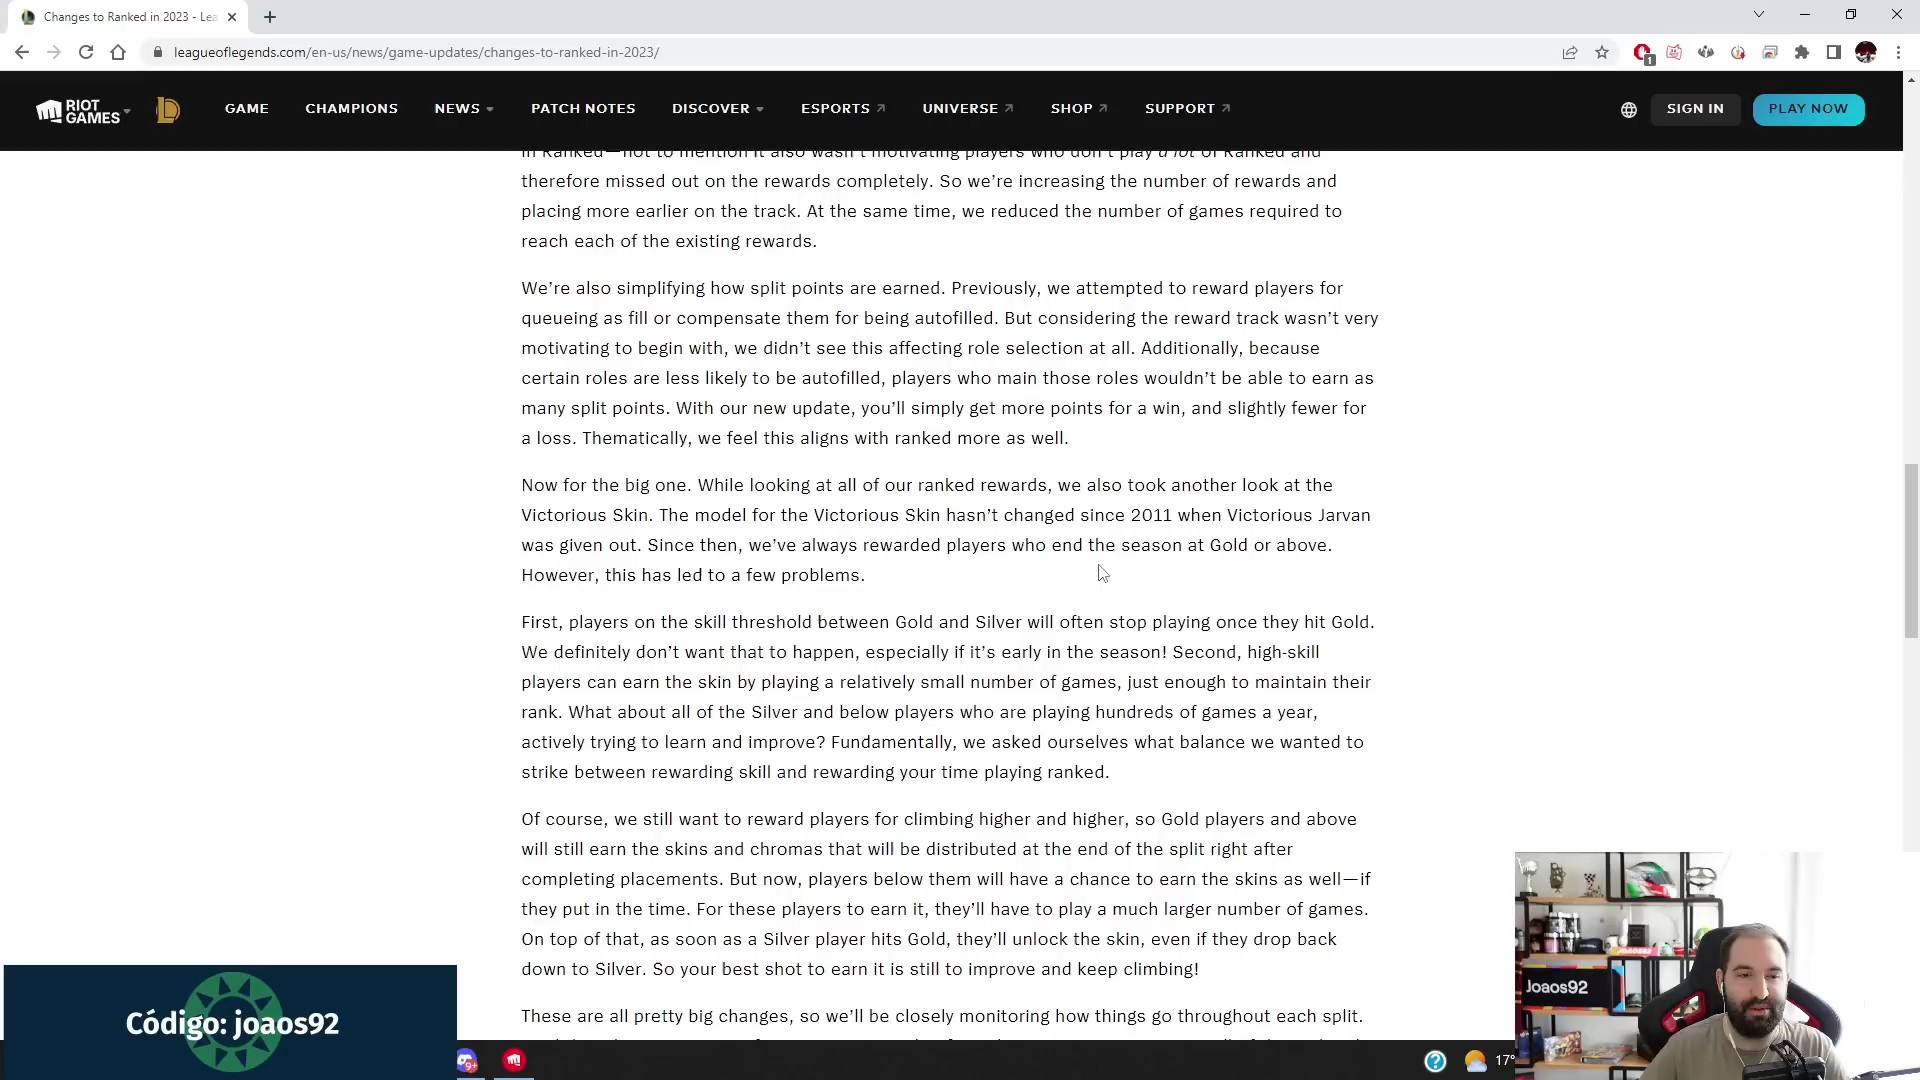 Changes to Ranked in 2023 - Lea
leagueoflegends.com/en-us/news/game-updates/changes-to-ranked-in-2023/
1
RIOT GAMES
GAME CHAMPIONS NEWS PATCH NOTES DISCOVER ESPORTS UNIVERSE SHOP SUPPORT SIGN IN PLAY NOW
in Ranked—not to mention it also wasn't motivating players who don't play a lot of Ranked and
therefore missed out on the rewards completely. So we're increasing the number of rewards and
placing more earlier on the track. At the same time, we reduced the number of games required to
reach each of the existing rewards.
We're also simplifying how split points are earned. Previously, we attempted to reward players for
queueing as fill or compensate them for being autofilled. But considering the reward track wasn't very
motivating to begin with, we didn't see this affecting role selection at all. Additionally, because
certain roles are less likely to be autofilled, players who main those roles wouldn't be able to earn as
many split points. With our new update, you'll simply get more points for a win, and slightly fewer for
a loss. Thematically, we feel this aligns with ranked more as well.
Now for the big one. While looking at all of our ranked rewards, we also took another look at the
Victorious Skin. The model for the Victorious Skin hasn't changed since 2011 when Victorious Jarvan
was given out. Since then, we've always rewarded players who end the season at Gold or above.
However, this has led to a few problems.
First, players on the skill threshold between Gold and Silver will often stop playing once they hit Gold.
We definitely don't want that to happen, especially if it's early in the season! Second, high-skill
players can earn the skin by playing a relatively small number of games, just enough to maintain their
rank. What about all of the Silver and below players who are playing hundreds of games a year,
actively trying to learn and improve? Fundamentally, we asked ourselves what balance we wanted to
strike between rewarding skill and rewarding your time playing ranked.
Of course, we still want to reward players for climbing higher and higher, so Gold players and above
will still earn the skins and chromas that will be distributed at the end of the split right after
completing placements. But now, players below them will have a chance to earn the skins as well—if
they put in the time. For these players to earn it, they'll have to play a much larger number of games.
On top of that, as soon as a Silver player hits Gold, they'll unlock the skin, even if they drop back
down to Silver. So your best shot to earn it is still to improve and keep climbing!
These are all pretty big changes, so we'll be closely monitoring how things go throughout each split.
Joaos92
Código: joaos92
9+
17°